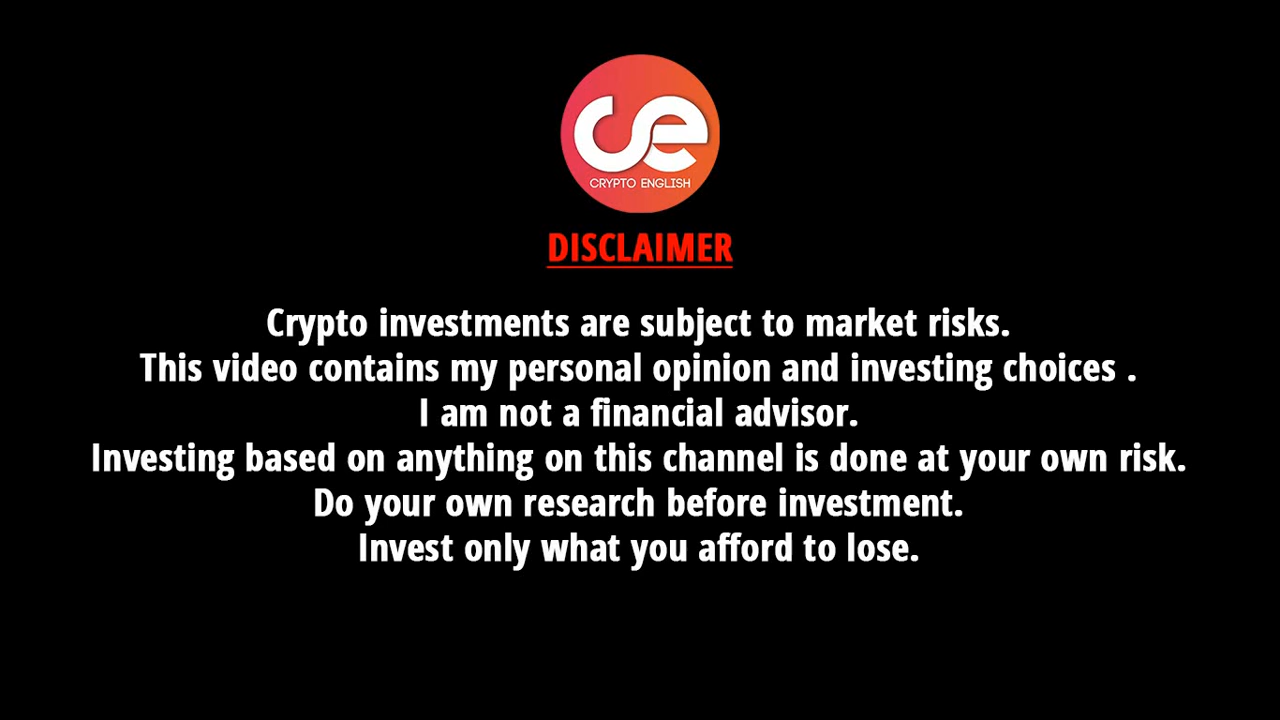 ce
CRYPTO ENGLISH
DISCLAIMER
Crypto investments are subject to market risks.
This video contains my personal opinion and investing choices .
I am not a financial advisor.
Investing based on anything on this channel is done at your own risk.
Do your own research before investment.
Invest only what you afford to lose.